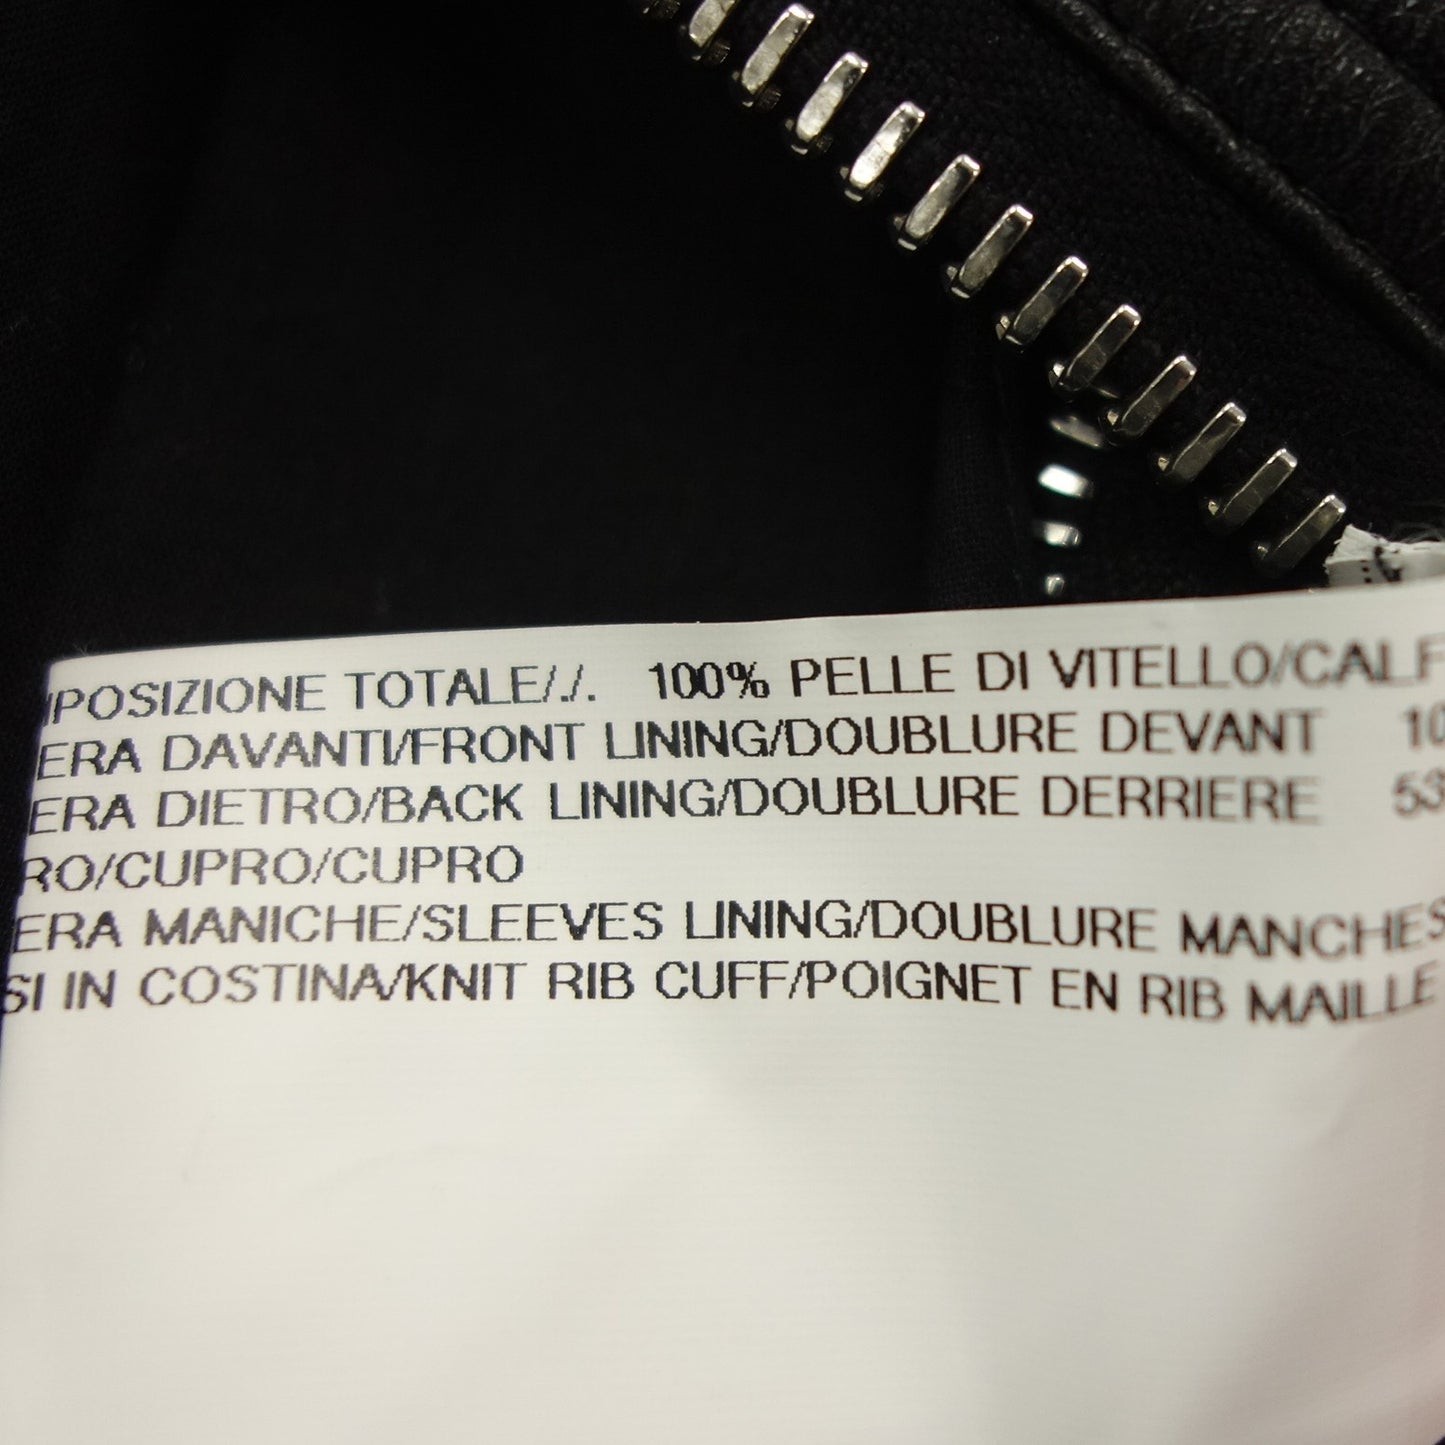 IPOSIZIONE TOTALE/./. 100% PELLE DI VITELLO/CALF
ERA DAVANTI/FRONT LINING/DOUBLURE DEVANT 10
ERA DIETRO/BACK LINING/DOUBLURE DERRIERE 53
RO/CUPRO/CUPRO
ERA MANICHE/SLEEVES LINING/DOUBLURE MANCHES
SI IN COSTINA/KNIT RIB CUFF/POIGNET EN RIB MAILLE